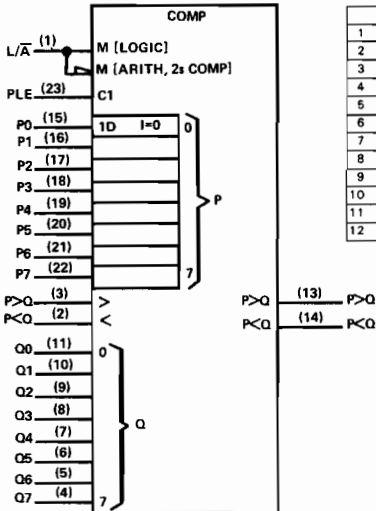 COMP
L/A̅ (1) M [LOGIC]
M [ARITH, 2s COMP]
PLE (23) C1
P0 (15) 1D I=0 0
P1 (16)
P2 (17)
P3 (18)
P4 (19)
P5 (20)
P6 (21)
P7 (22) 7
P
P>Q (3) >
P<Q (2) <
P>Q (13) P>Q
P<Q (14) P<Q
Q0 (11) 0
Q1 (10)
Q2 (9)
Q3 (8)
Q4 (7)
Q5 (6)
Q6 (5)
Q7 (4) 7
Q
1
2
3
4
5
6
7
8
9
10
11
12